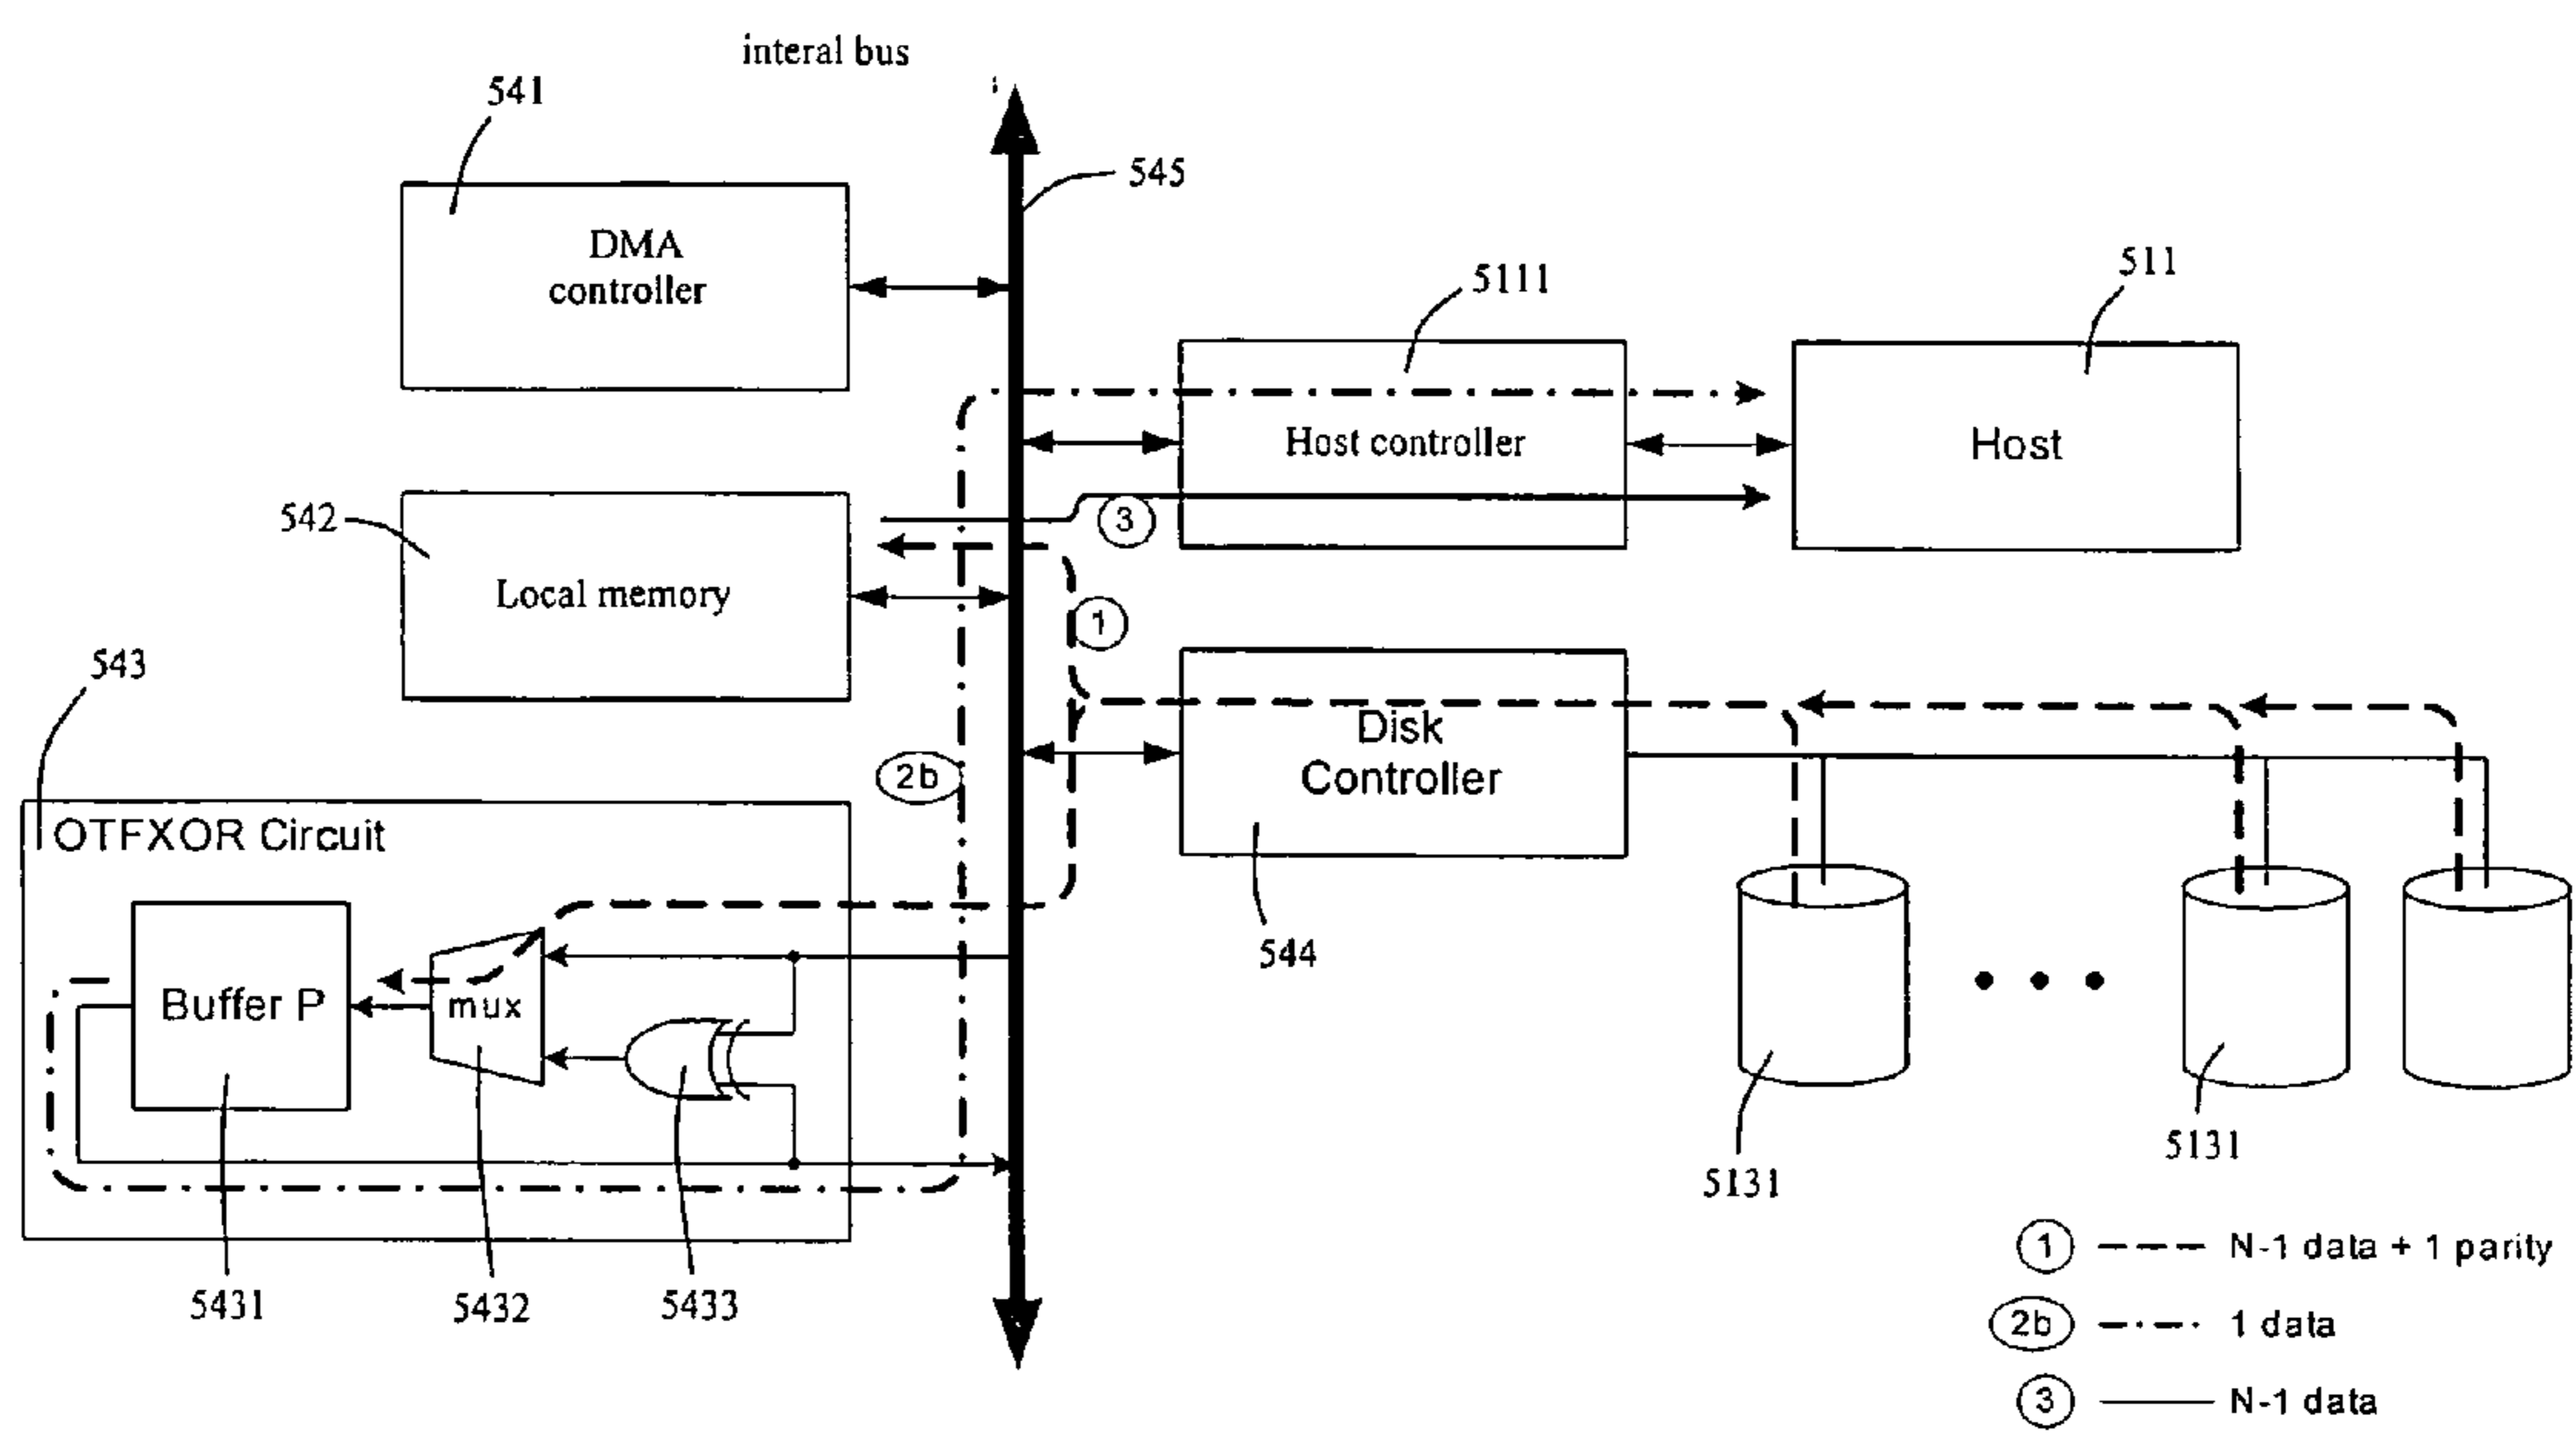 interal bus
541
545
DMA
controller
5111
511
Host controller
Host
542
3
Local memory
1
543
Disk
Controller
2b
OTFXOR Circuit
544
Buffer P
mux
5131
5131
5431
5432
5433
1 N-1 data + 1 parity
2b 1 data
3 N-1 data